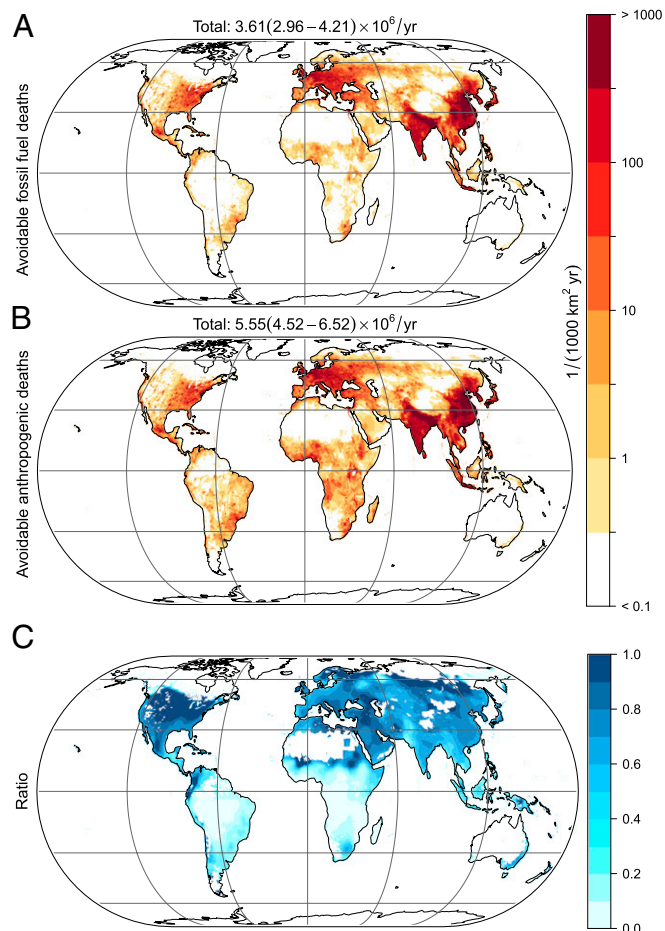 A
Total: 3.61(2.96−4.21)×10⁶/yr
Avoidable fossil fuel deaths
B
Total: 5.55(4.52−6.52)×10⁶/yr
Avoidable anthropogenic deaths
> 1000
100
10
1
< 0.1
1/(1000 km² yr)
C
Ratio
1.0
0.8
0.6
0.4
0.2
0.0